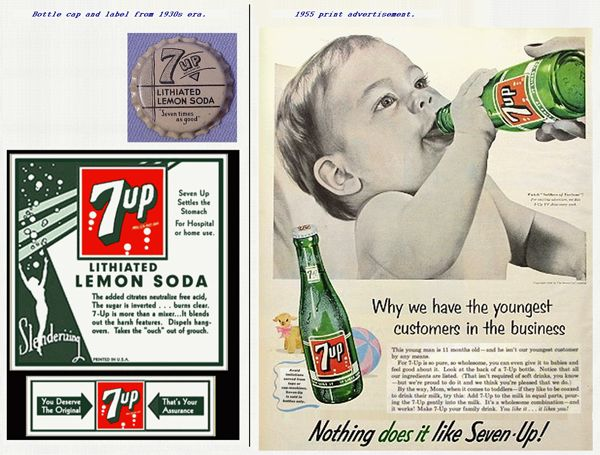 Bottle cap and label from 1930s era.
7up
LITHIATED
LEMON SODA
"Seven times
as good"
7up
Seven Up
Settles the
Stomach
For Hospital
or home use.
LITHIATED
LEMON SODA
The added citrates neutralize free acid,
The sugar is inverted . . . burns clear.
7-Up is more than a mixer...It blends
out the harsh features. Dispels hang-
overs. Takes the "ouch" out of grouch.
Slenderizing
PRINTED IN U.S.A.
You Deserve
The Original
7up
That's Your
Assurance
1955 print advertisement.
7up
7up
Why we have the youngest
customers in the business
This young man is 11 months old—and he isn't our youngest customer
by any means.
For 7-Up is so pure, so wholesome, you can even give it to babies and
feel good about it. Look at the back of a 7-Up bottle. Notice that all
our ingredients are listed. (That isn't required of soft drinks, you know
—but we're proud to do it and we think you're pleased that we do.)
By the way, Mom, when it comes to toddlers—if they like to be coaxed
to drink their milk, try this: Add 7-Up to the milk in equal parts, pour-
ing the 7-Up gently into the milk. It's a wholesome combination—and
it works! Make 7-Up your family drink. You like it . . . it likes you!
Nothing does it like Seven-Up!